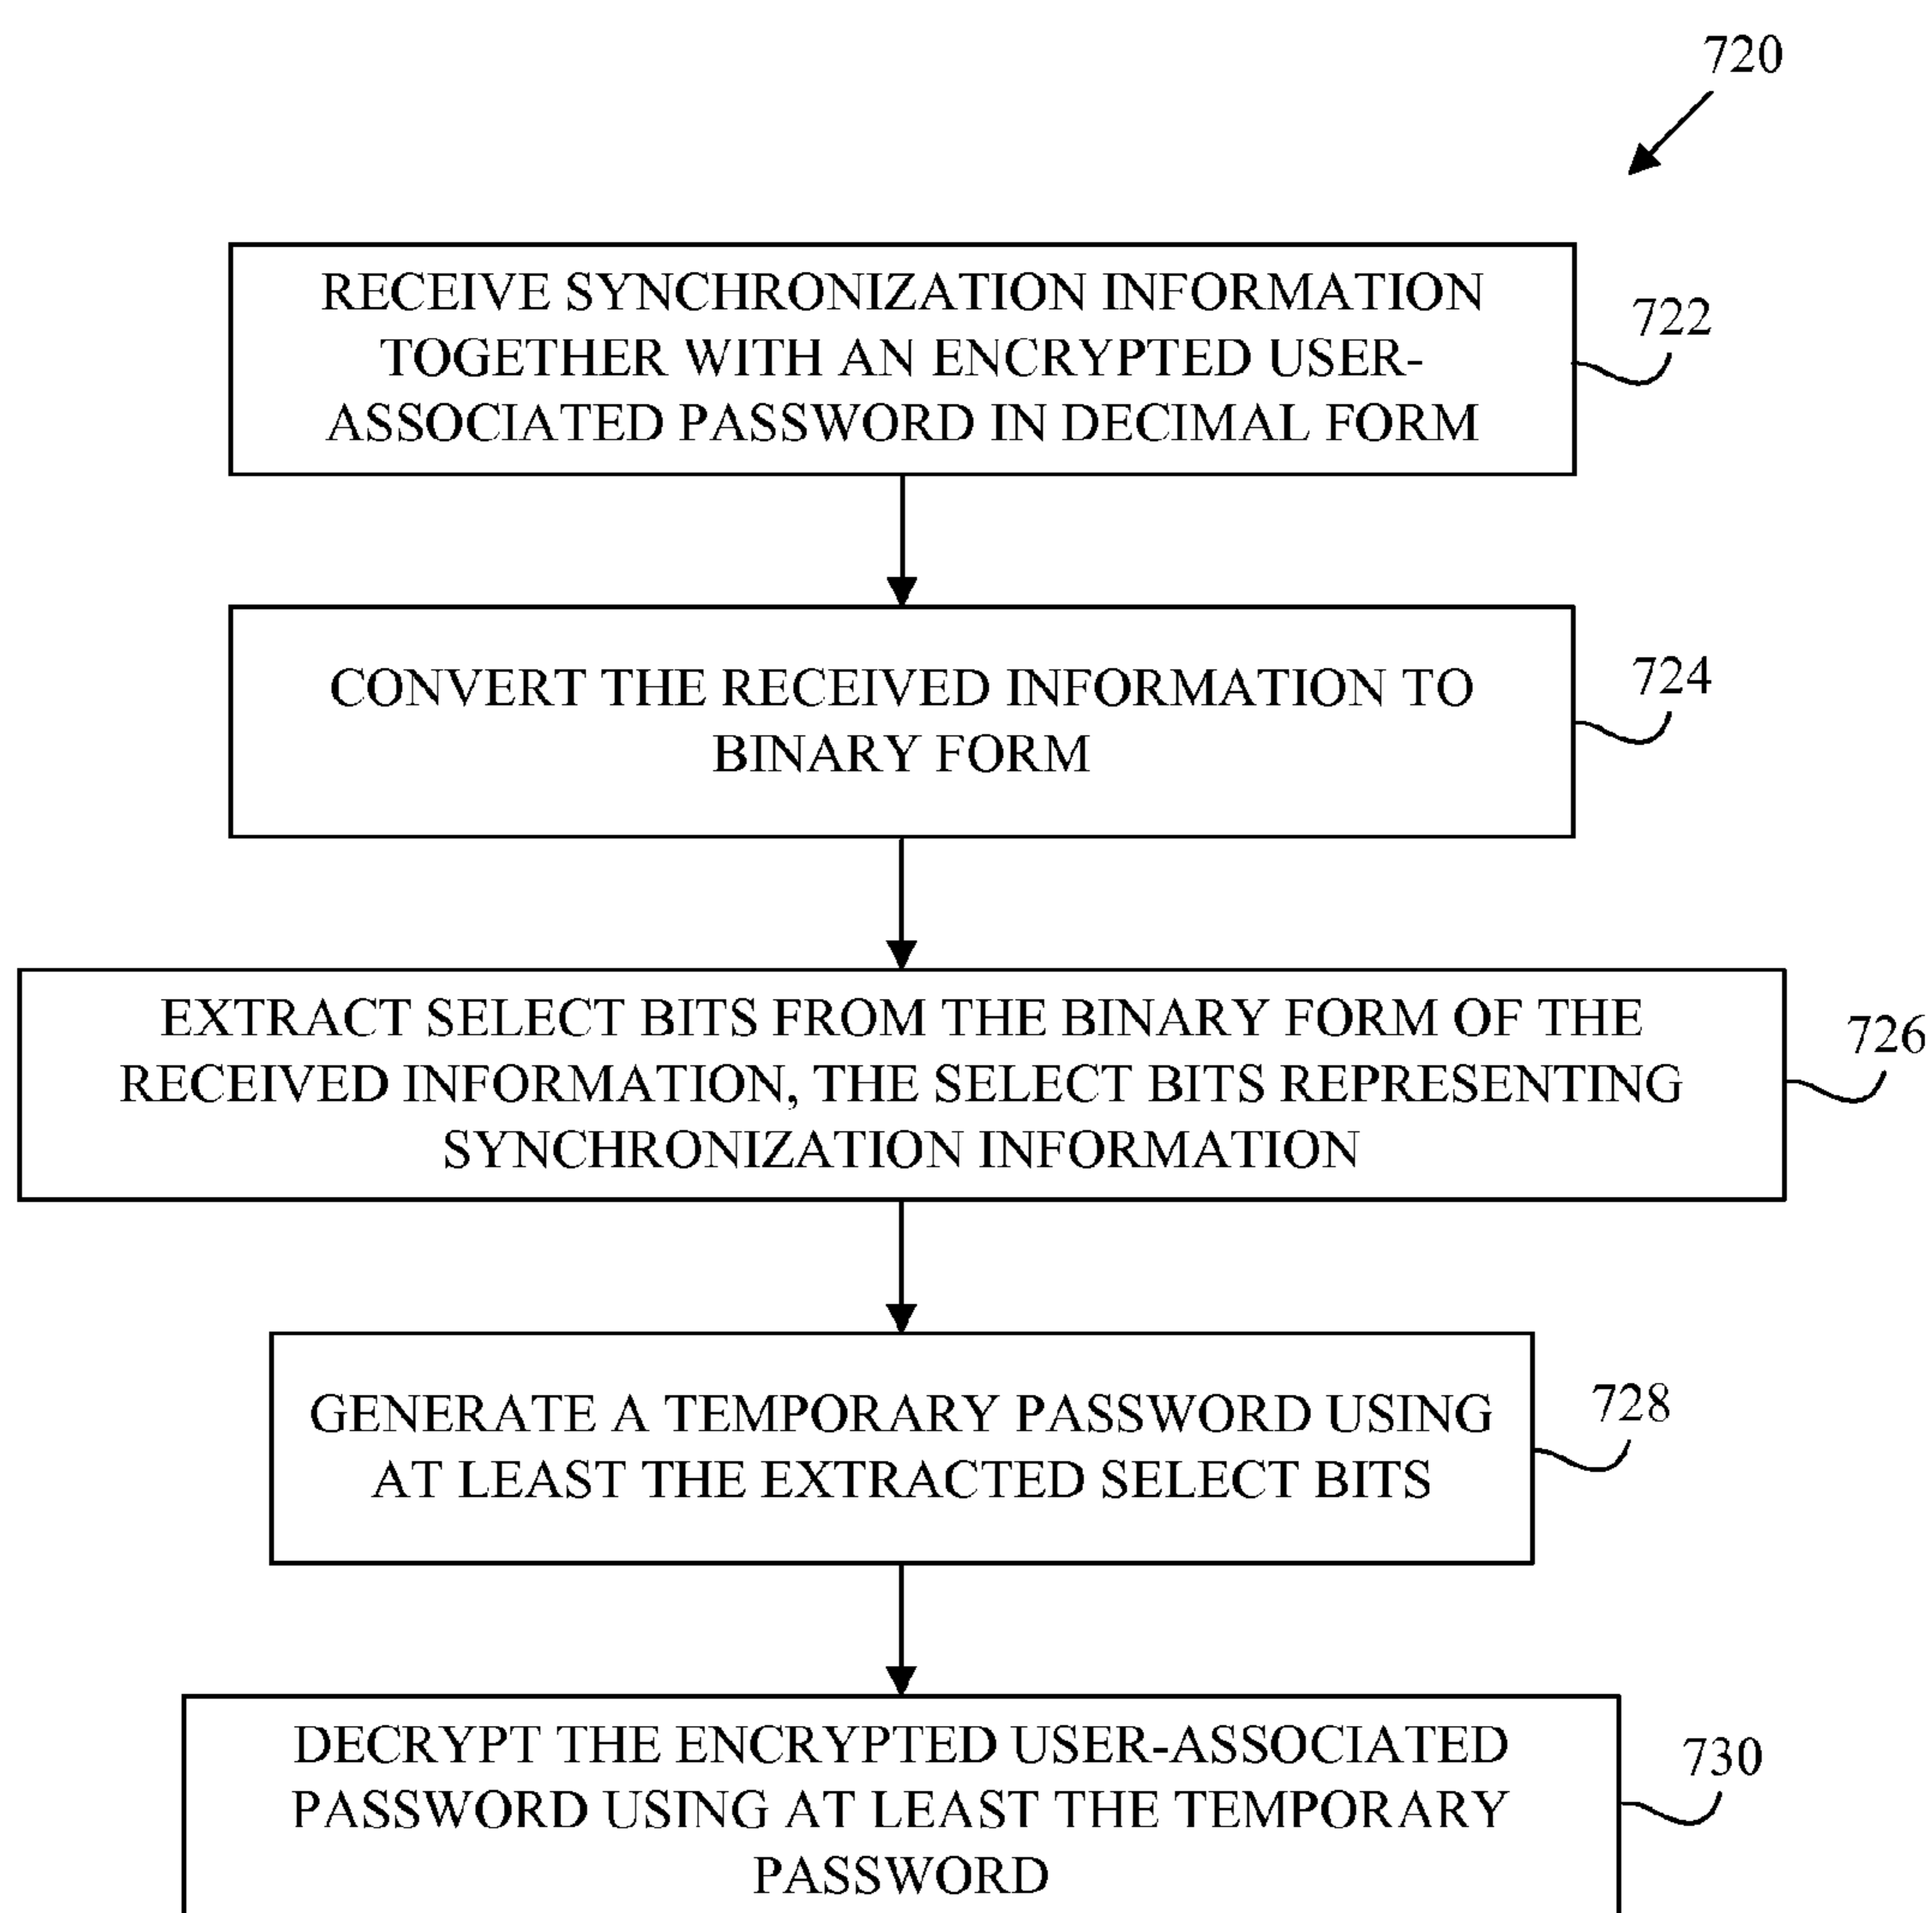 720
RECEIVE SYNCHRONIZATION INFORMATION
TOGETHER WITH AN ENCRYPTED USER-
ASSOCIATED PASSWORD IN DECIMAL FORM
722
CONVERT THE RECEIVED INFORMATION TO
BINARY FORM
724
EXTRACT SELECT BITS FROM THE BINARY FORM OF THE
RECEIVED INFORMATION, THE SELECT BITS REPRESENTING
SYNCHRONIZATION INFORMATION
726
GENERATE A TEMPORARY PASSWORD USING
AT LEAST THE EXTRACTED SELECT BITS
728
DECRYPT THE ENCRYPTED USER-ASSOCIATED
PASSWORD USING AT LEAST THE TEMPORARY
PASSWORD
730